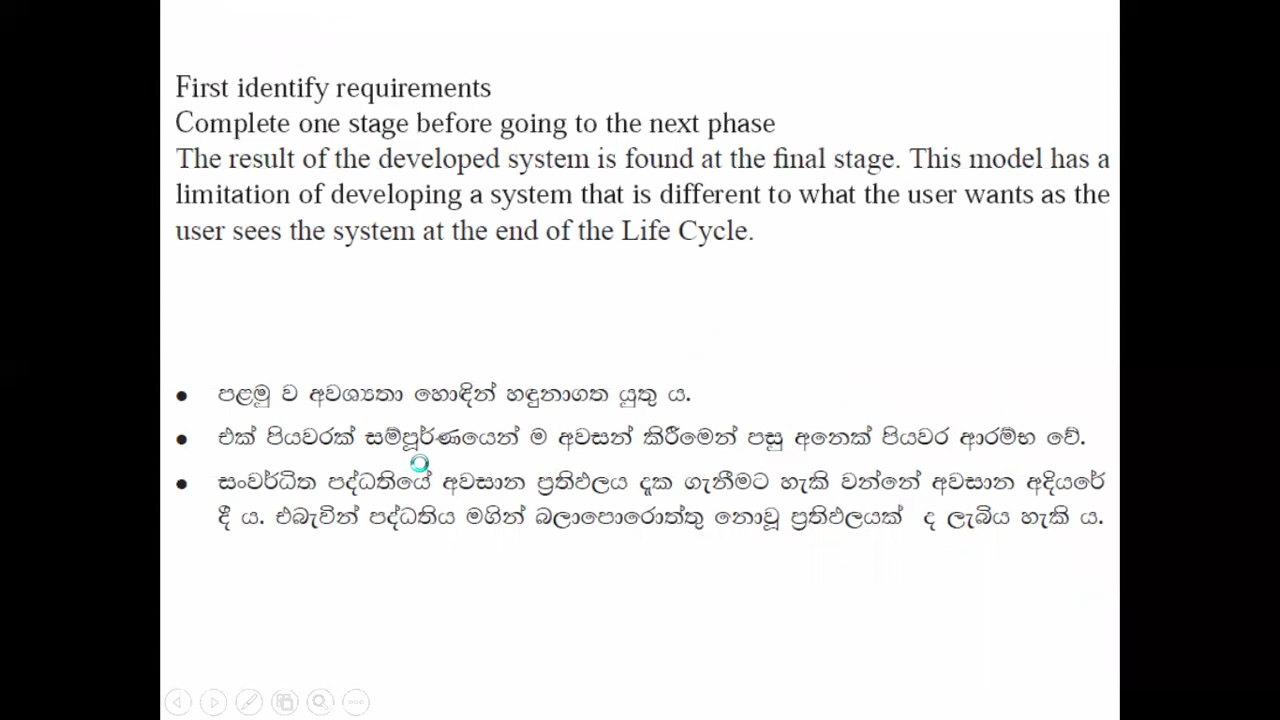 First identify requirements
Complete one stage before going to the next phase
The result of the developed system is found at the final stage. This model has a
limitation of developing a system that is different to what the user wants as the
user sees the system at the end of the Life Cycle.
• පළමු ව අවශ්‍යතා හොඳින් හඳුනාගත යුතු ය.
• එක් පියවරක් සම්පූර්ණයෙන් ම අවසන් කිරීමෙන් පසු අනෙක් පියවර ආරම්භ වේ.
• සංවර්ධිත පද්ධතියේ අවසාන ප්‍රතිඵලය දැක ගැනීමට හැකි වන්නේ අවසාන අදියරේ
දී ය. එබැවින් පද්ධතිය මගින් බලාපොරොත්තු නොවූ ප්‍රතිඵලයක් ද ලැබිය හැකි ය.